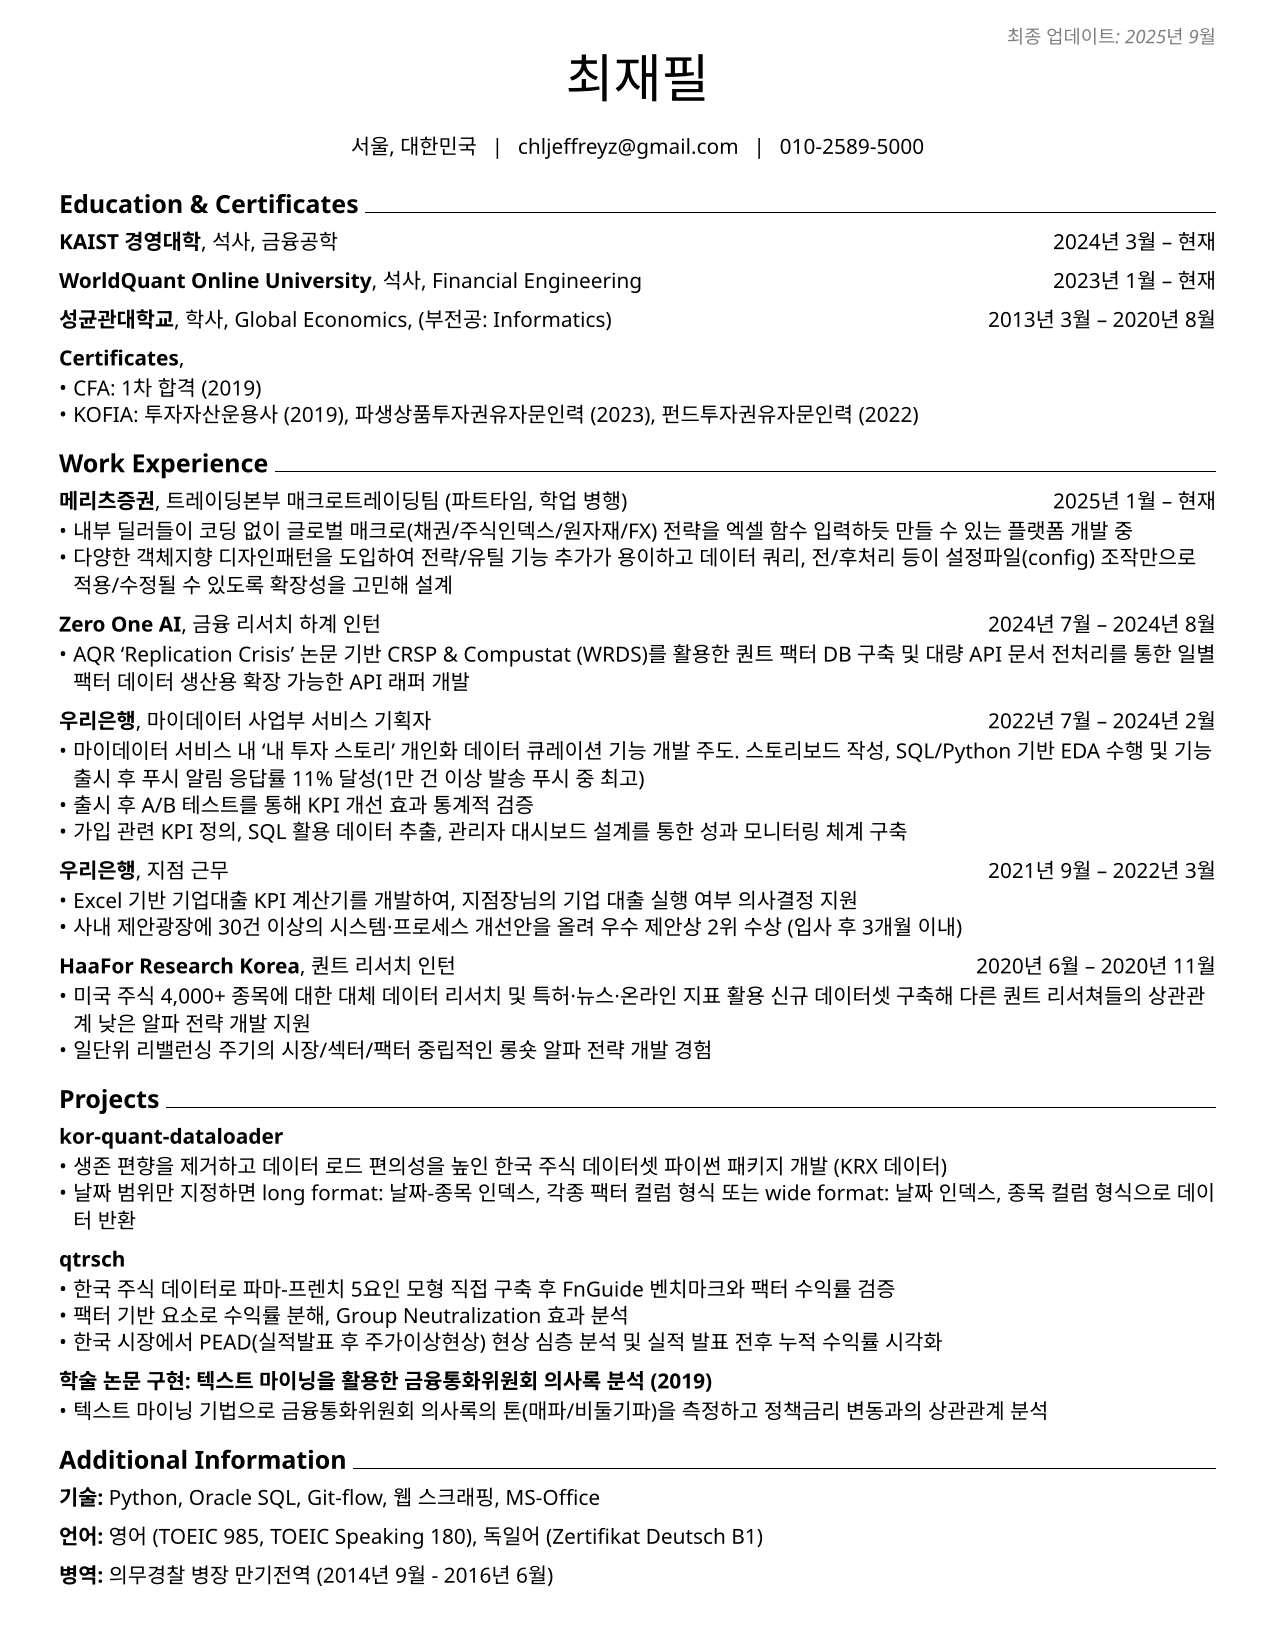 최종 업데이트: 2025년 9월
최재필
서울, 대한민국 | chljeffreyz@gmail.com | 010-2589-5000
Education & Certificates
KAIST 경영대학, 석사, 금융공학 2024년 3월 – 현재
WorldQuant Online University, 석사, Financial Engineering 2023년 1월 – 현재
성균관대학교, 학사, Global Economics, (부전공: Informatics) 2013년 3월 – 2020년 8월
Certificates,
• CFA: 1차 합격 (2019)
• KOFIA: 투자자산운용사 (2019), 파생상품투자권유자문인력 (2023), 펀드투자권유자문인력 (2022)
Work Experience
메리츠증권, 트레이딩본부 매크로트레이딩팀 (파트타임, 학업 병행) 2025년 1월 – 현재
• 내부 딜러들이 코딩 없이 글로벌 매크로(채권/주식인덱스/원자재/FX) 전략을 엑셀 함수 입력하듯 만들 수 있는 플랫폼 개발 중
• 다양한 객체지향 디자인패턴을 도입하여 전략/유틸 기능 추가가 용이하고 데이터 쿼리, 전/후처리 등이 설정파일(config) 조작만으로
적용/수정될 수 있도록 확장성을 고민해 설계
Zero One AI, 금융 리서치 하계 인턴 2024년 7월 – 2024년 8월
• AQR ‘Replication Crisis’ 논문 기반 CRSP & Compustat (WRDS)를 활용한 퀀트 팩터 DB 구축 및 대량 API 문서 전처리를 통한 일별
팩터 데이터 생산용 확장 가능한 API 래퍼 개발
우리은행, 마이데이터 사업부 서비스 기획자 2022년 7월 – 2024년 2월
• 마이데이터 서비스 내 ‘내 투자 스토리’ 개인화 데이터 큐레이션 기능 개발 주도. 스토리보드 작성, SQL/Python 기반 EDA 수행 및 기능
출시 후 푸시 알림 응답률 11% 달성(1만 건 이상 발송 푸시 중 최고)
• 출시 후 A/B 테스트를 통해 KPI 개선 효과 통계적 검증
• 가입 관련 KPI 정의, SQL 활용 데이터 추출, 관리자 대시보드 설계를 통한 성과 모니터링 체계 구축
우리은행, 지점 근무 2021년 9월 – 2022년 3월
• Excel 기반 기업대출 KPI 계산기를 개발하여, 지점장님의 기업 대출 실행 여부 의사결정 지원
• 사내 제안광장에 30건 이상의 시스템·프로세스 개선안을 올려 우수 제안상 2위 수상 (입사 후 3개월 이내)
HaaFor Research Korea, 퀀트 리서치 인턴 2020년 6월 – 2020년 11월
• 미국 주식 4,000+ 종목에 대한 대체 데이터 리서치 및 특허·뉴스·온라인 지표 활용 신규 데이터셋 구축해 다른 퀀트 리서쳐들의 상관관
계 낮은 알파 전략 개발 지원
• 일단위 리밸런싱 주기의 시장/섹터/팩터 중립적인 롱숏 알파 전략 개발 경험
Projects
kor-quant-dataloader
• 생존 편향을 제거하고 데이터 로드 편의성을 높인 한국 주식 데이터셋 파이썬 패키지 개발 (KRX 데이터)
• 날짜 범위만 지정하면 long format: 날짜-종목 인덱스, 각종 팩터 컬럼 형식 또는 wide format: 날짜 인덱스, 종목 컬럼 형식으로 데이
터 반환
qtrsch
• 한국 주식 데이터로 파마-프렌치 5요인 모형 직접 구축 후 FnGuide 벤치마크와 팩터 수익률 검증
• 팩터 기반 요소로 수익률 분해, Group Neutralization 효과 분석
• 한국 시장에서 PEAD(실적발표 후 주가이상현상) 현상 심층 분석 및 실적 발표 전후 누적 수익률 시각화
학술 논문 구현: 텍스트 마이닝을 활용한 금융통화위원회 의사록 분석 (2019)
• 텍스트 마이닝 기법으로 금융통화위원회 의사록의 톤(매파/비둘기파)을 측정하고 정책금리 변동과의 상관관계 분석
Additional Information
기술: Python, Oracle SQL, Git-flow, 웹 스크래핑, MS-Office
언어: 영어 (TOEIC 985, TOEIC Speaking 180), 독일어 (Zertifikat Deutsch B1)
병역: 의무경찰 병장 만기전역 (2014년 9월 - 2016년 6월)